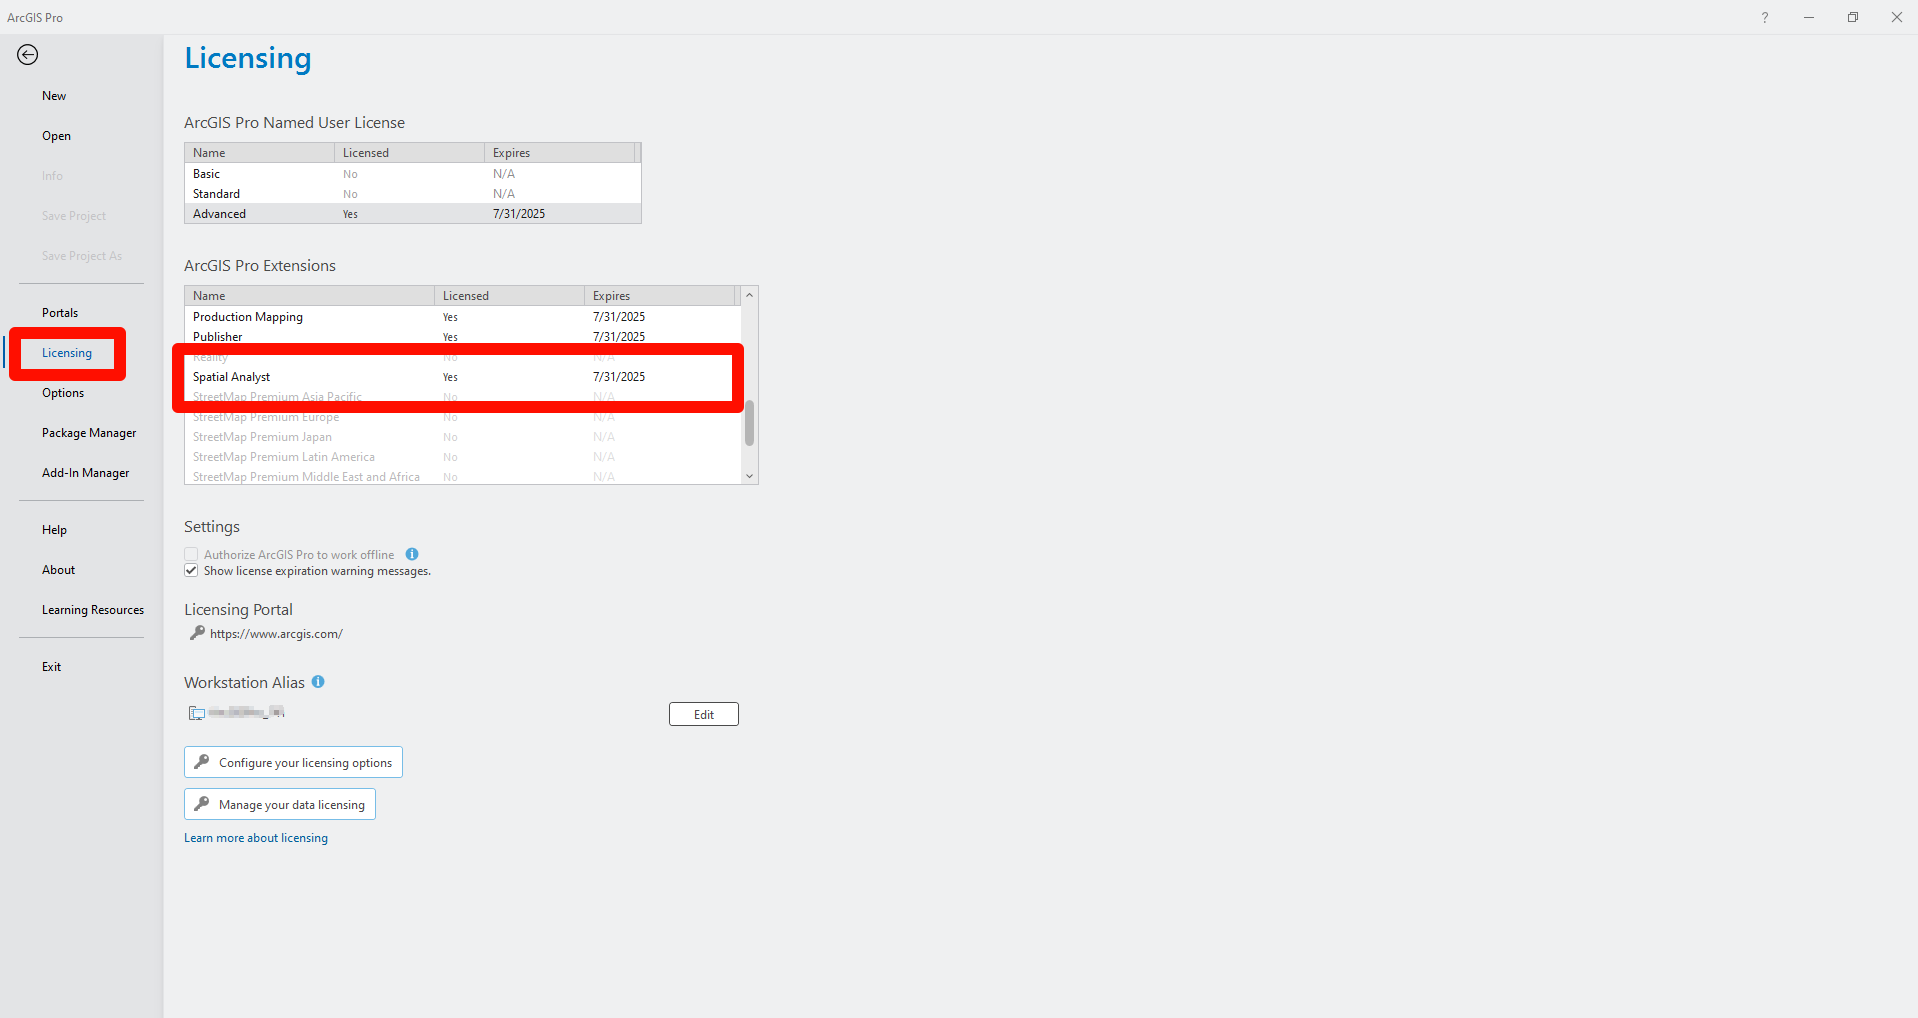 ArcGIS Pro
?
Licensing
New
Open
Info
Save Project
Save Project As
Portals
Licensing
Options
Package Manager
Add-In Manager
Help
About
Learning Resources
Exit
ArcGIS Pro Named User License
Name Licensed Expires
Basic No N/A
Standard No N/A
Advanced Yes 7/31/2025
ArcGIS Pro Extensions
Name Licensed Expires
Production Mapping Yes 7/31/2025
Publisher Yes 7/31/2025
Reality No N/A
Spatial Analyst Yes 7/31/2025
StreetMap Premium Asia Pacific No N/A
StreetMap Premium Europe No N/A
StreetMap Premium Japan No N/A
StreetMap Premium Latin America No N/A
StreetMap Premium Middle East and Africa No N/A
Settings
Authorize ArcGIS Pro to work offline
Show license expiration warning messages.
Licensing Portal
https://www.arcgis.com/
Workstation Alias
Edit
Configure your licensing options
Manage your data licensing
Learn more about licensing